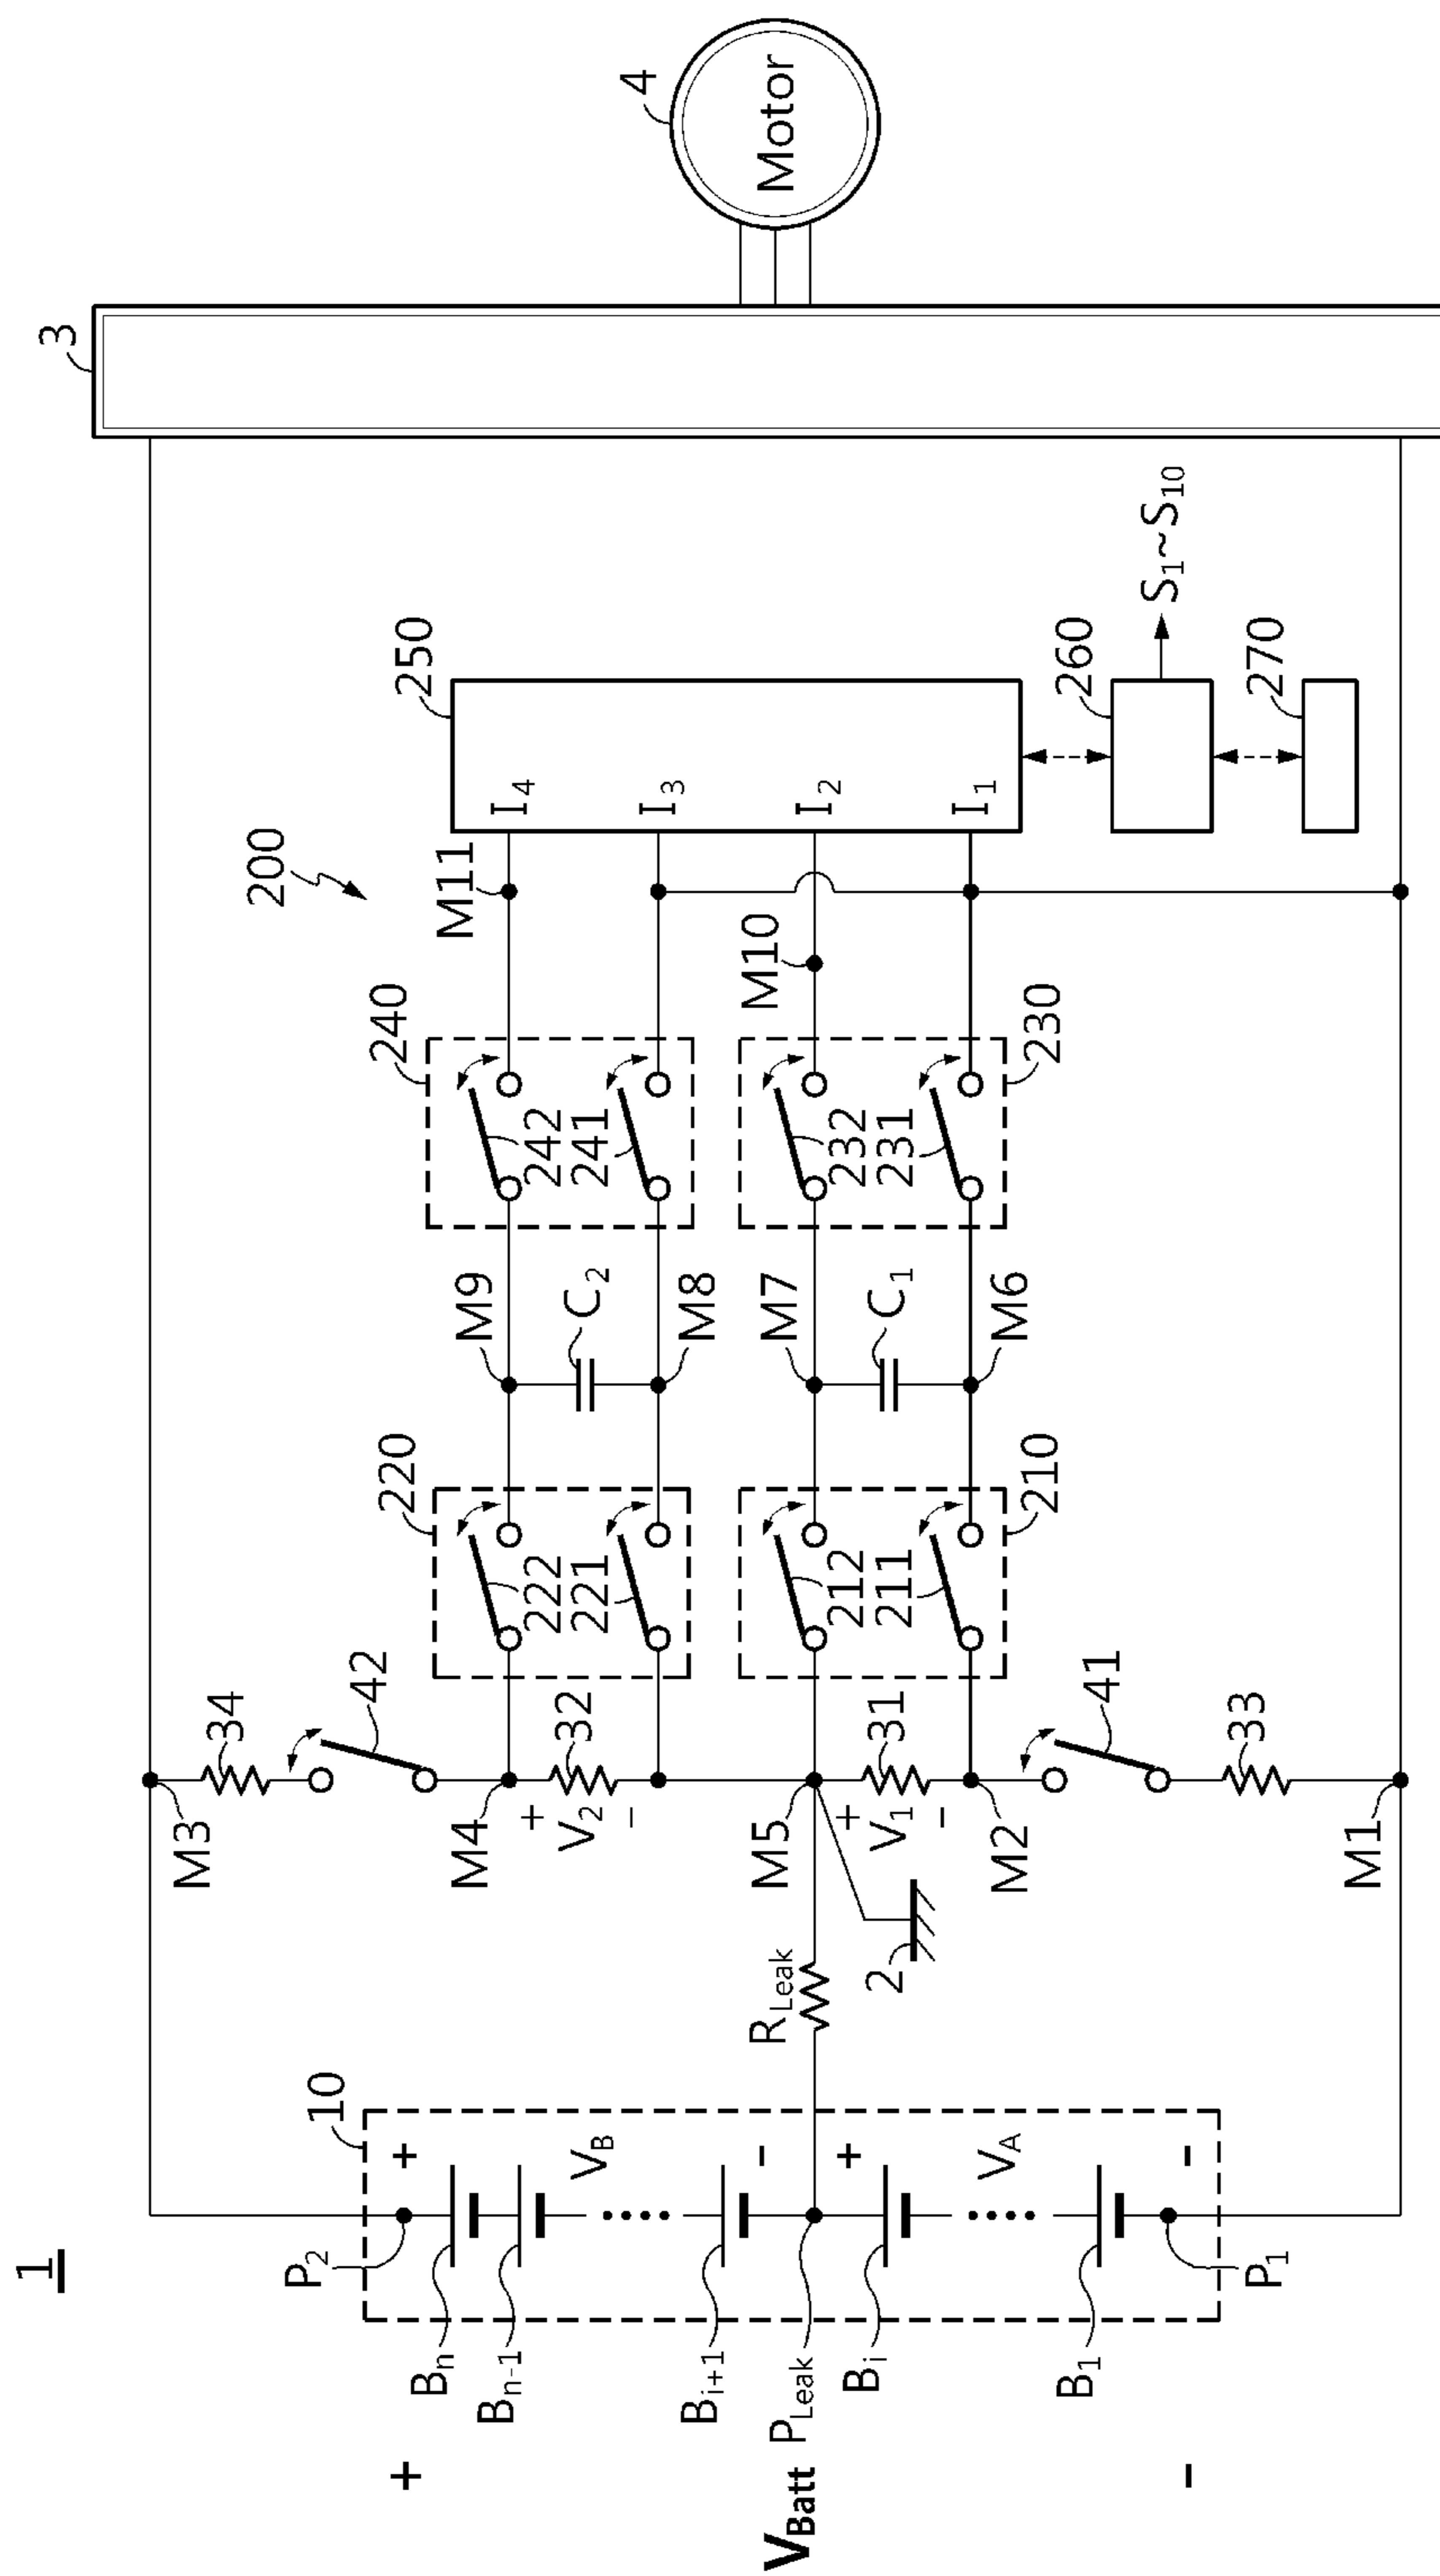 1
3
4
Motor
200
250
I4
I3
I2
I1
260
S1~S10
270
M11
M10
240
242
241
232
231
230
M9
C2
M8
M7
C1
M6
220
222
221
212
211
210
34
42
32
31
41
33
M3
M4
+
V2
-
M5
+
V1
-
M2
M1
2
RLeak
10
P2
+
VB
-
+
VA
-
P1
Bn
Bn-1
Bi+1
PLeak
Bi
B1
+
VBatt
-